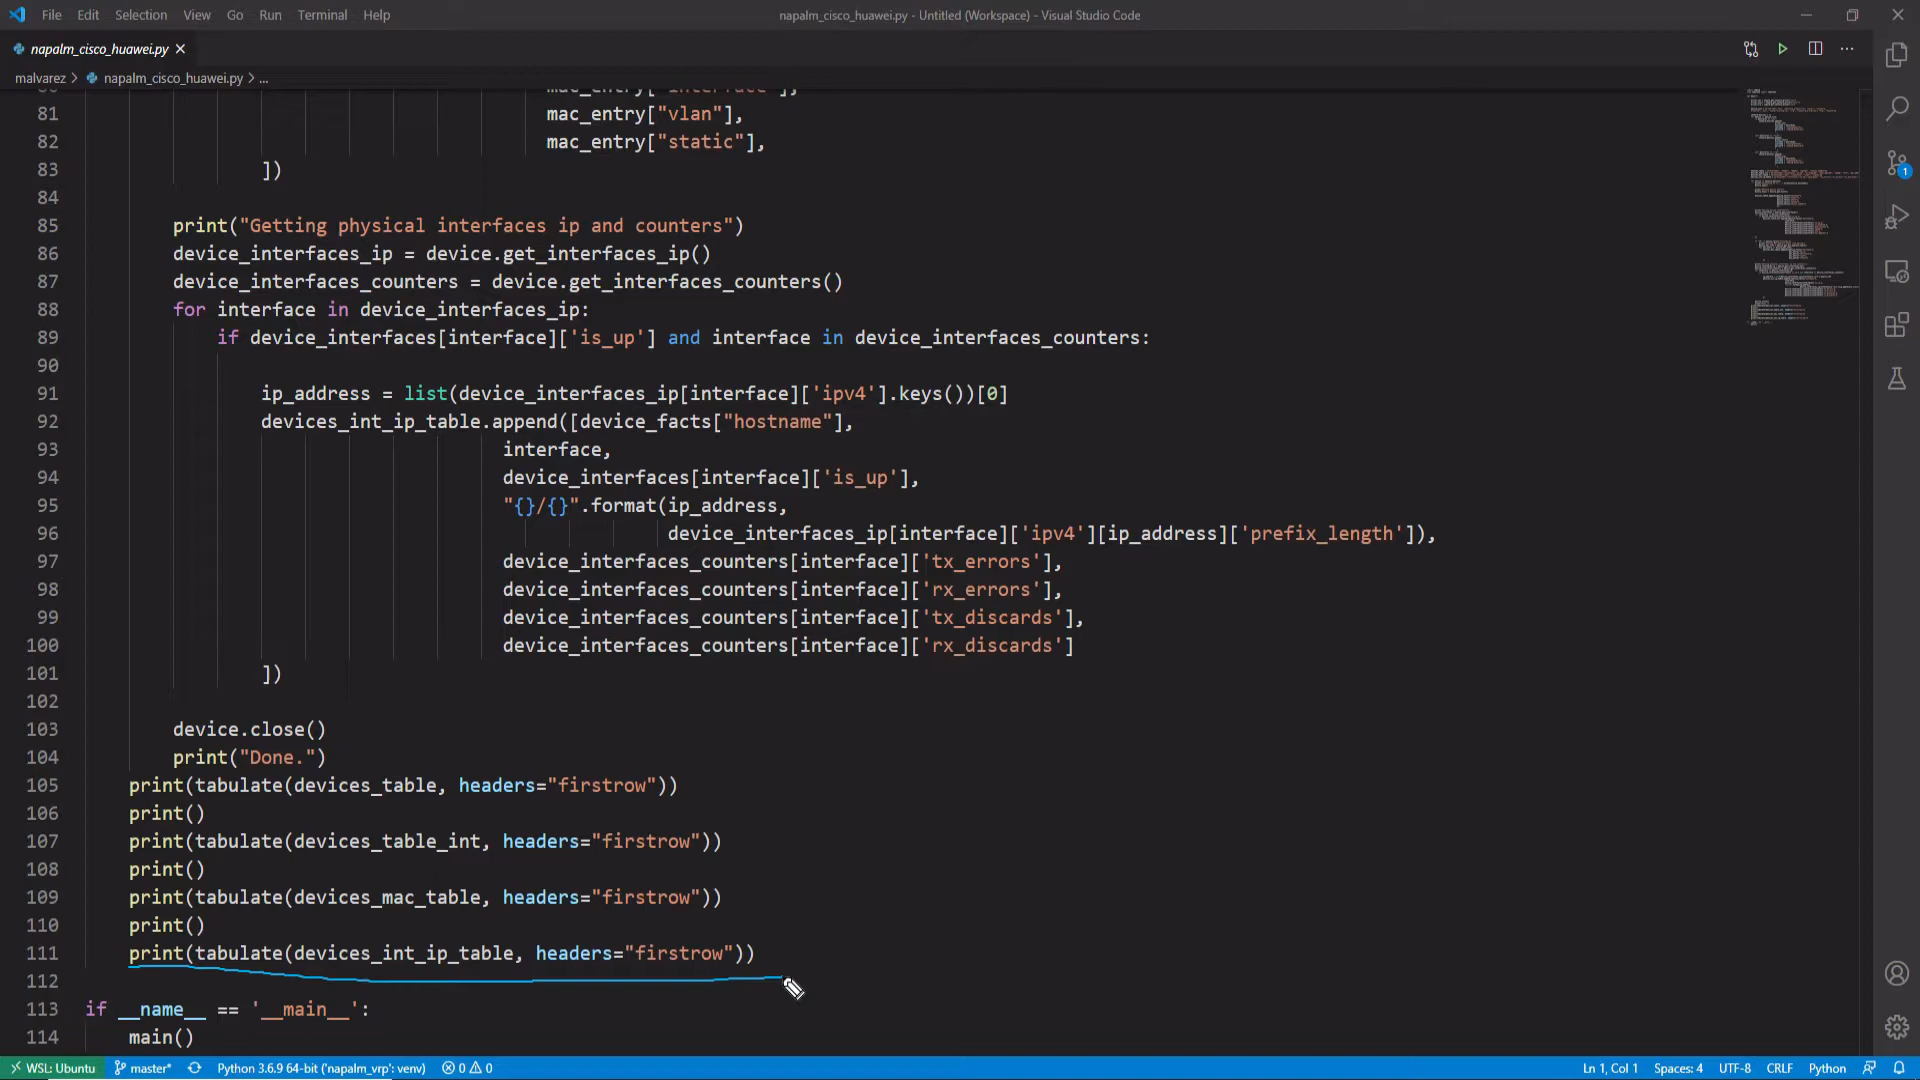 File Edit Selection View Go Run Terminal Help
napalm_cisco_huawei.py - Untitled (Workspace) - Visual Studio Code
napalm_cisco_huawei.py
malvarez > napalm_cisco_huawei.py > ...
mac_entry["interface"],
81 mac_entry["vlan"],
82 mac_entry["static"],
83 ])
84
85 print("Getting physical interfaces ip and counters")
86 device_interfaces_ip = device.get_interfaces_ip()
87 device_interfaces_counters = device.get_interfaces_counters()
88 for interface in device_interfaces_ip:
89 if device_interfaces[interface]['is_up'] and interface in device_interfaces_counters:
90
91 ip_address = list(device_interfaces_ip[interface]['ipv4'].keys())[0]
92 devices_int_ip_table.append([device_facts["hostname"],
93 interface,
94 device_interfaces[interface]['is_up'],
95 "{}/{}".format(ip_address,
96 device_interfaces_ip[interface]['ipv4'][ip_address]['prefix_length']),
97 device_interfaces_counters[interface]['tx_errors'],
98 device_interfaces_counters[interface]['rx_errors'],
99 device_interfaces_counters[interface]['tx_discards'],
100 device_interfaces_counters[interface]['rx_discards']
101 ])
102
103 device.close()
104 print("Done.")
105 print(tabulate(devices_table, headers="firstrow"))
106 print()
107 print(tabulate(devices_table_int, headers="firstrow"))
108 print()
109 print(tabulate(devices_mac_table, headers="firstrow"))
110 print()
111 print(tabulate(devices_int_ip_table, headers="firstrow"))
112
113 if __name__ == '__main__':
114 main()
1
WSL: Ubuntu master* Python 3.6.9 64-bit ('napalm_vrp': venv) 0 0 Ln 1, Col 1 Spaces: 4 UTF-8 CRLF Python